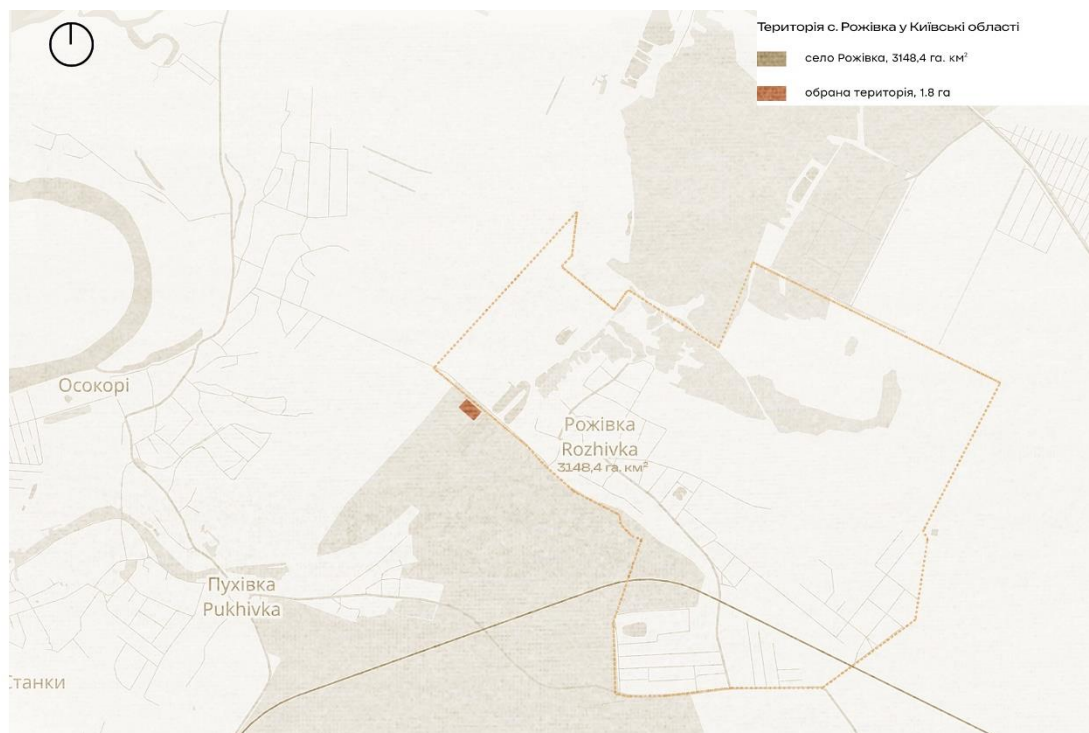 Територія с. Рожівка у Київські області
село Рожівка, 3148,4 га. км²
обрана територія, 1.8 га
Осокорі
Рожівка
Rozhivka
3148,4 га. км²
Пухівка
Pukhivka
Станки